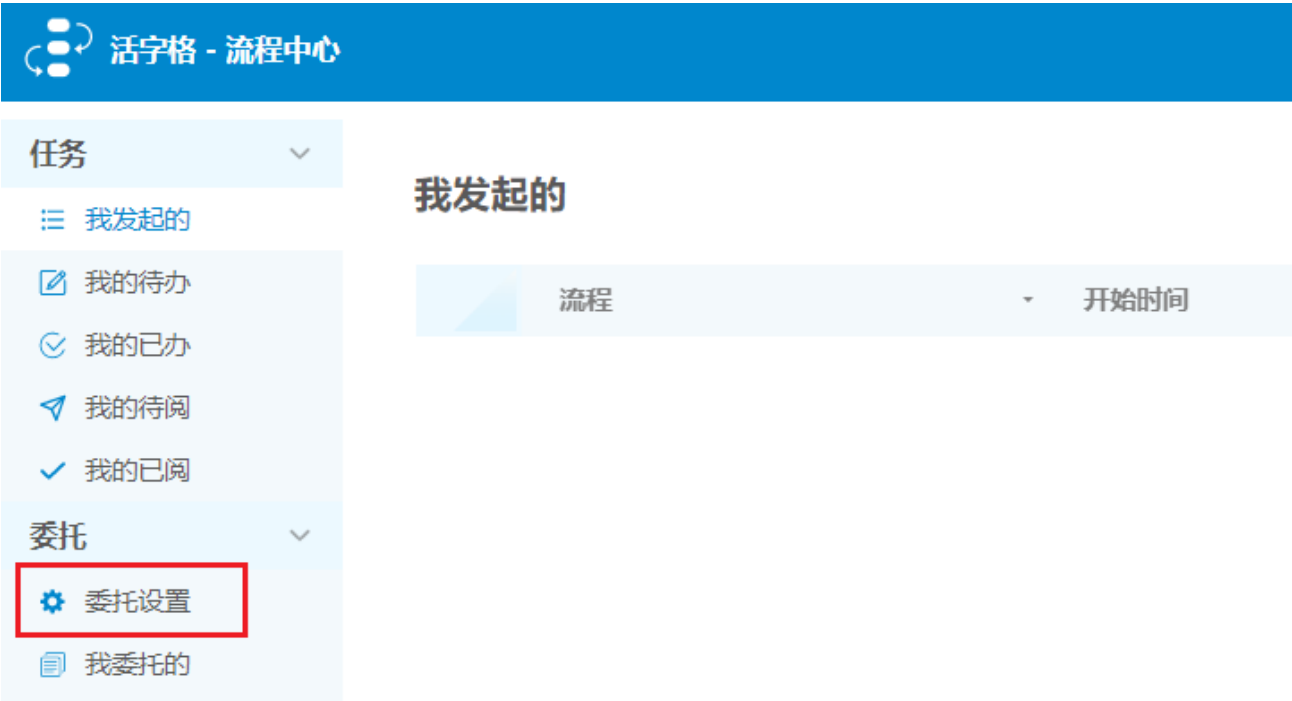 活字格 - 流程中心
任务
我发起的
我的待办
我的已办
我的待阅
我的已阅
委托
委托设置
我委托的
我发起的
流程 开始时间